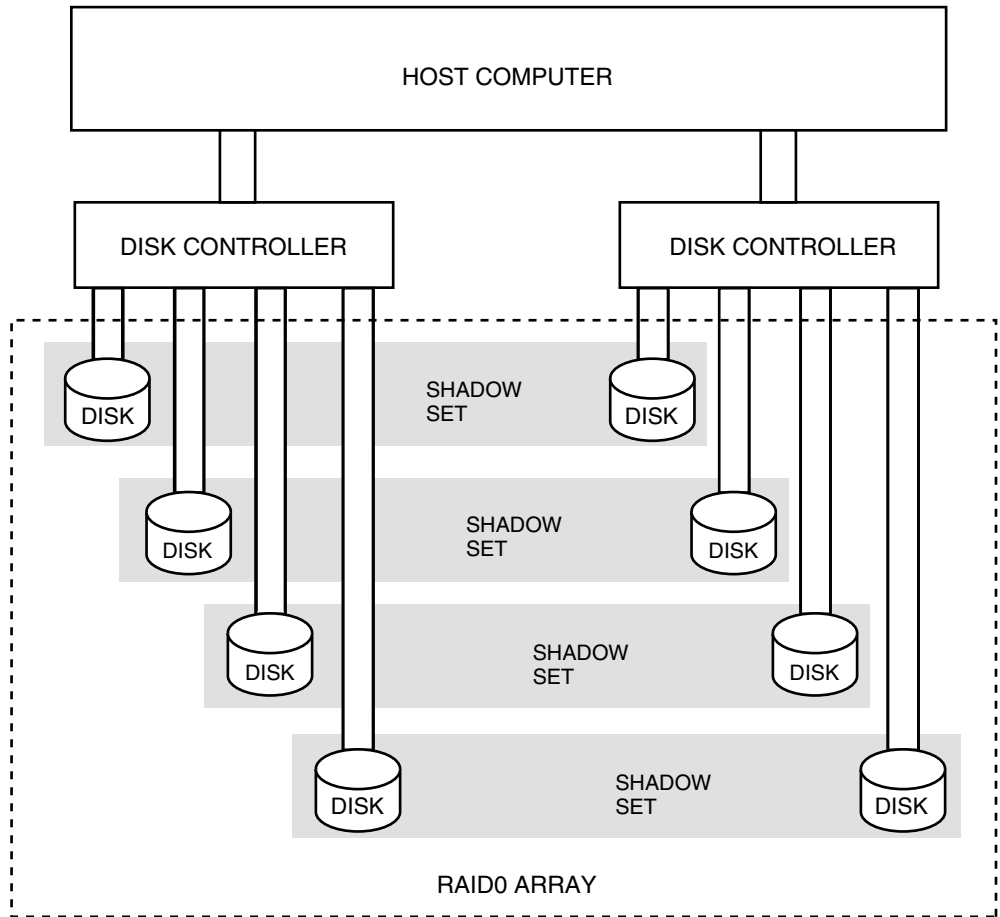 HOST COMPUTER
DISK CONTROLLER
DISK CONTROLLER
DISK
SHADOW
SET
DISK
DISK
SHADOW
SET
DISK
DISK
SHADOW
SET
DISK
DISK
SHADOW
SET
DISK
RAID0 ARRAY